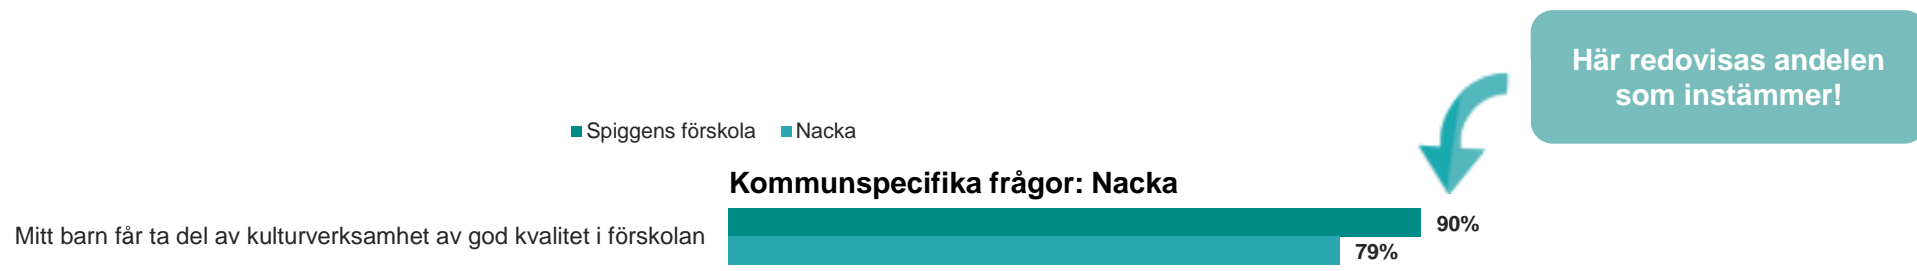 Här redovisas andelen
som instämmer!
Spiggens förskola Nacka
Kommunspecifika frågor: Nacka
Mitt barn får ta del av kulturverksamhet av god kvalitet i förskolan
90%
79%